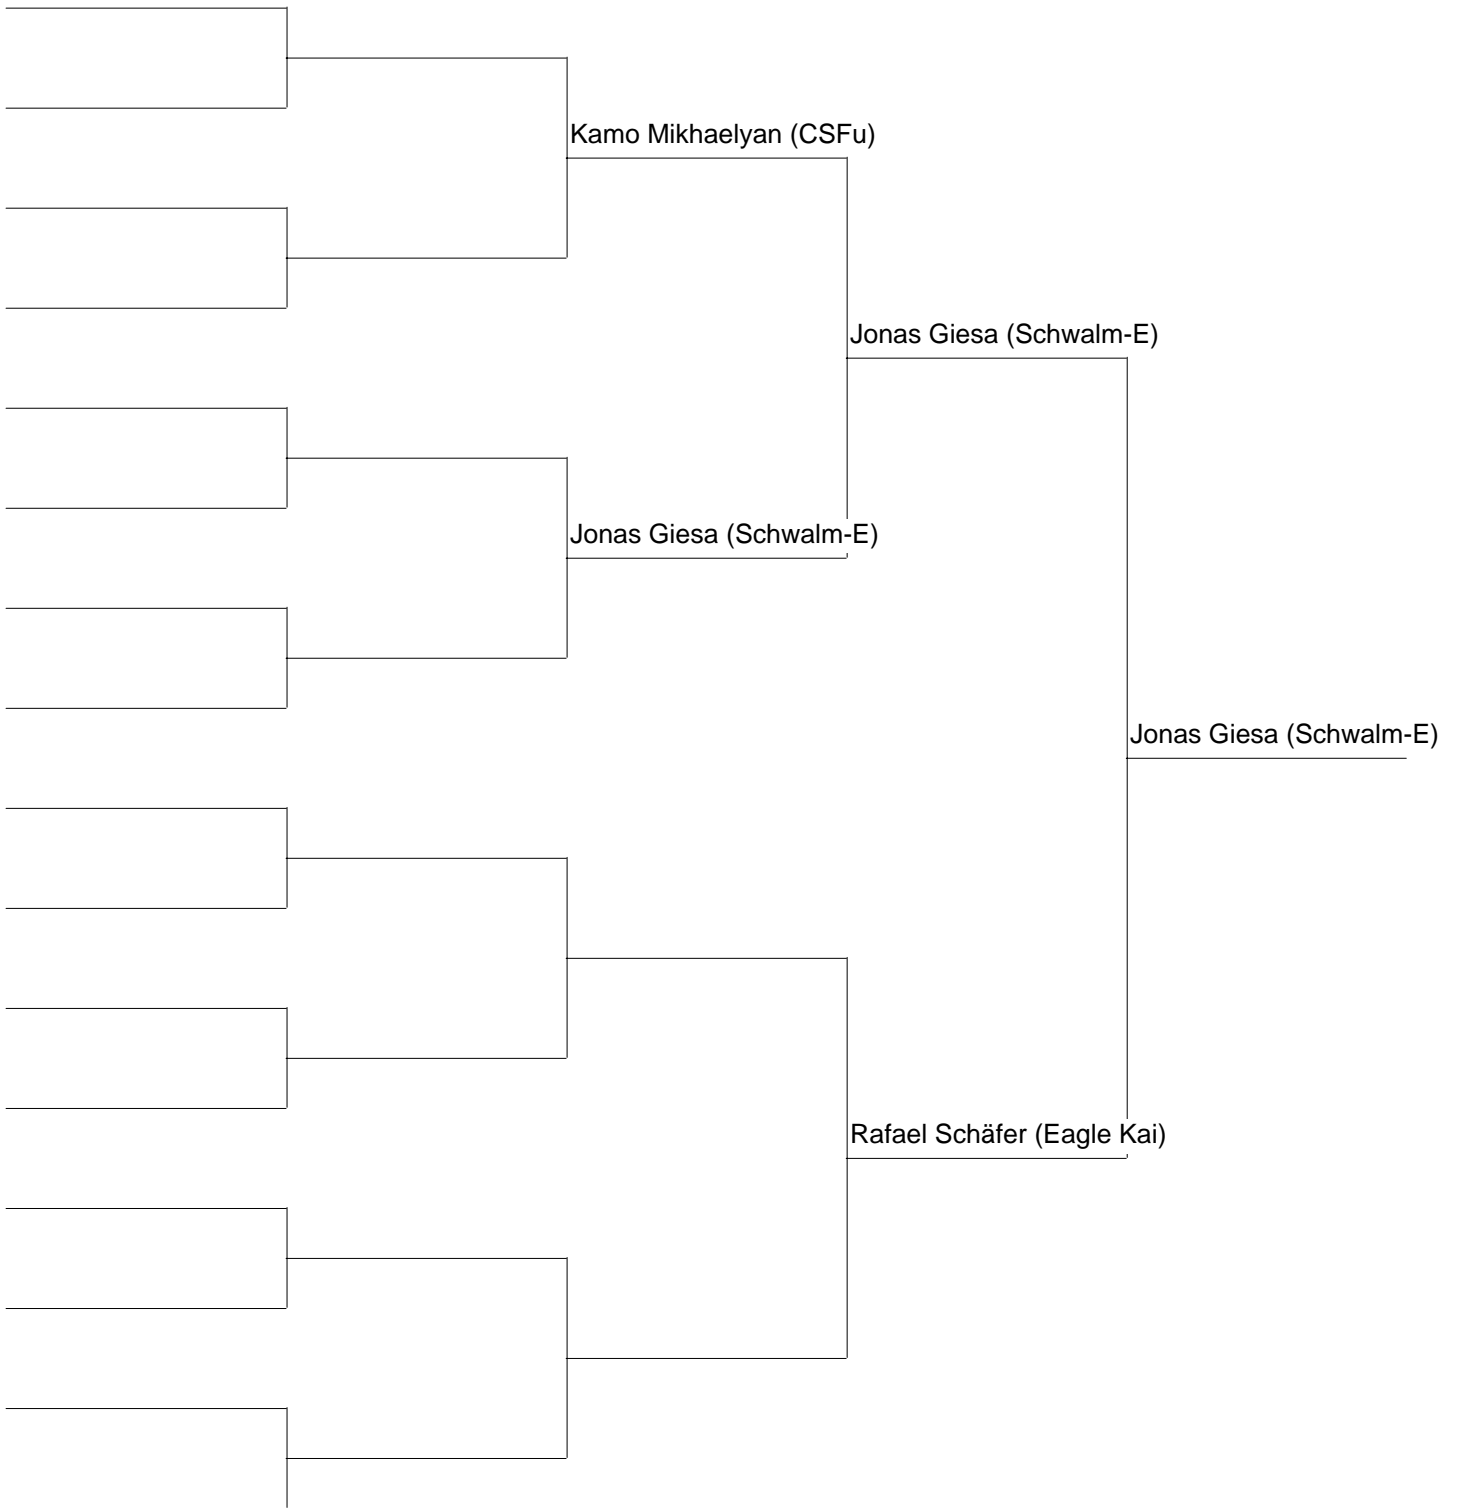 Kamo Mikhaelyan (CSFu)
Jonas Giesa (Schwalm-E)
Jonas Giesa (Schwalm-E)
Jonas Giesa (Schwalm-E)
Rafael Schäfer (Eagle Kai)